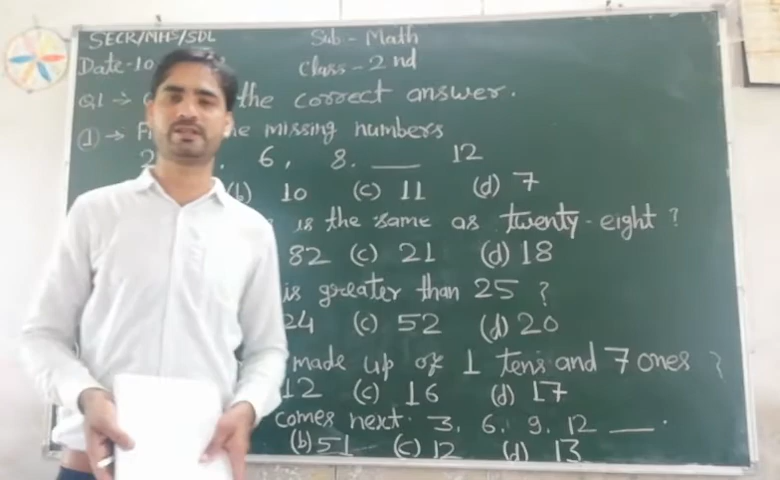 SECR/MHS/SDL Sub - Math
Date-10 Class - 2nd
Q.1 → the correct answer.
① → the missing numbers
2 . 6, 8. ___ 12
(b) 10 (c) 11 (d) 7
is the same as twenty-eight ?
82 (c) 21 (d) 18
is greater than 25 ?
24 (c) 52 (d) 20
made up of 1 tens and 7 ones ?
12 (c) 16 (d) 17
comes next. 3. 6. 9. 12 ___.
(b) 51 (c) 12 (d) 13